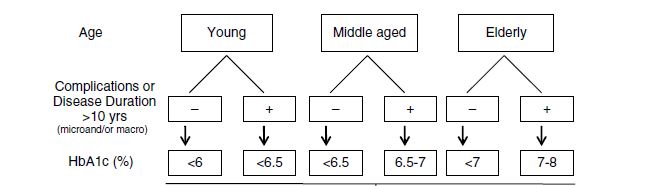 Age Young Middle aged Elderly
Complications or
Disease Duration
>10 yrs
(microand/or macro)
– + – + – +
HbA1c (%) <6 <6.5 <6.5 6.5-7 <7 7-8